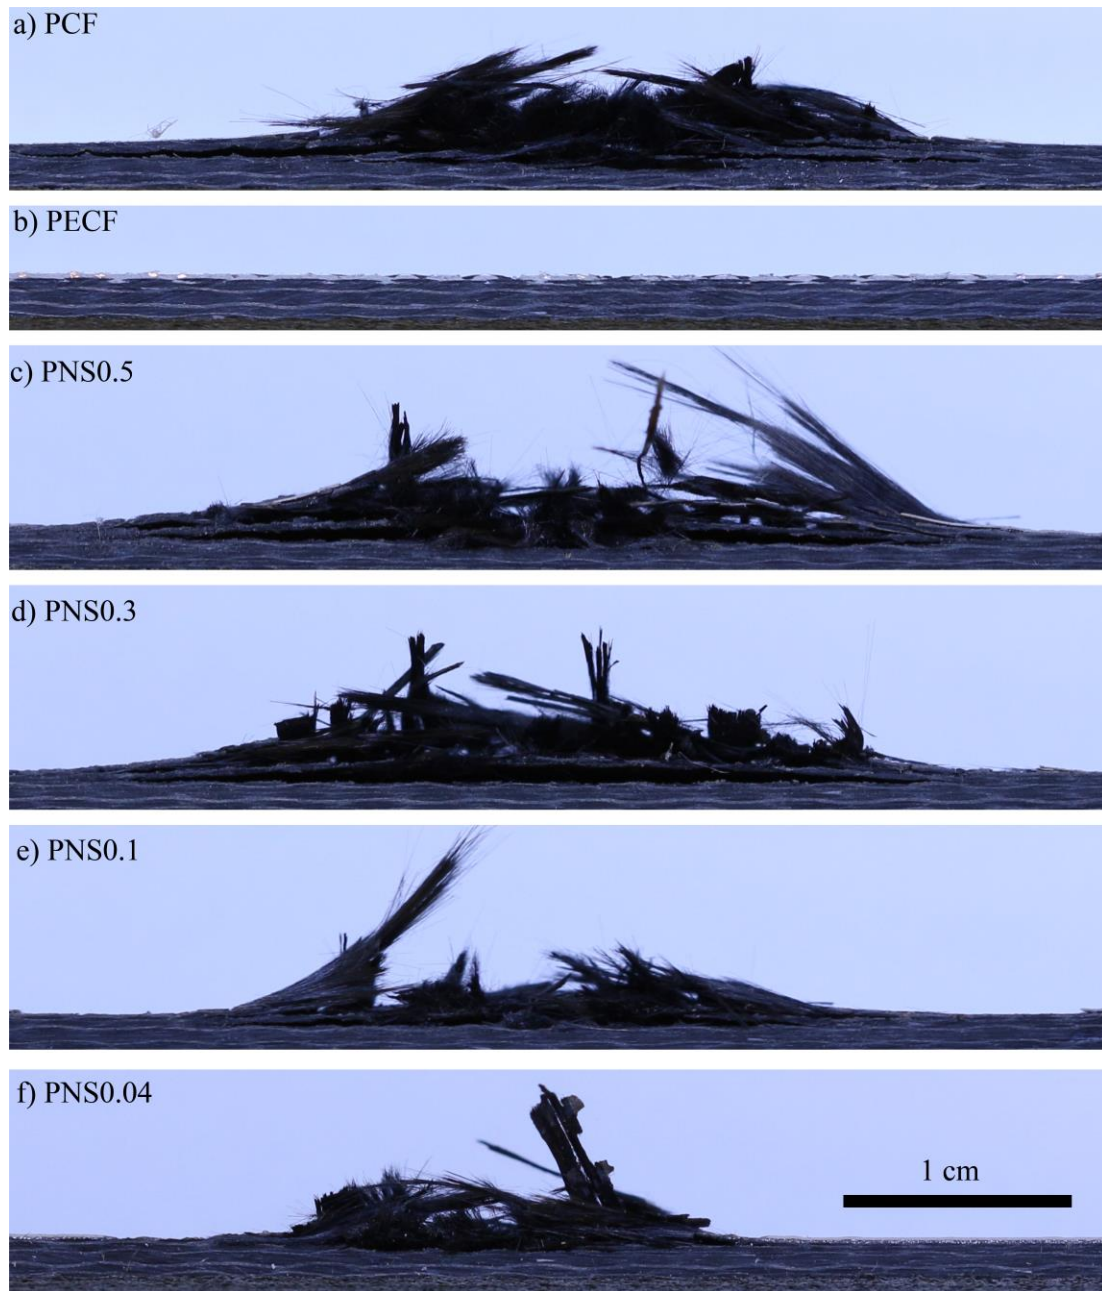 a) PCF
b) PECF
c) PNS0.5
d) PNS0.3
e) PNS0.1
f) PNS0.04
1 cm